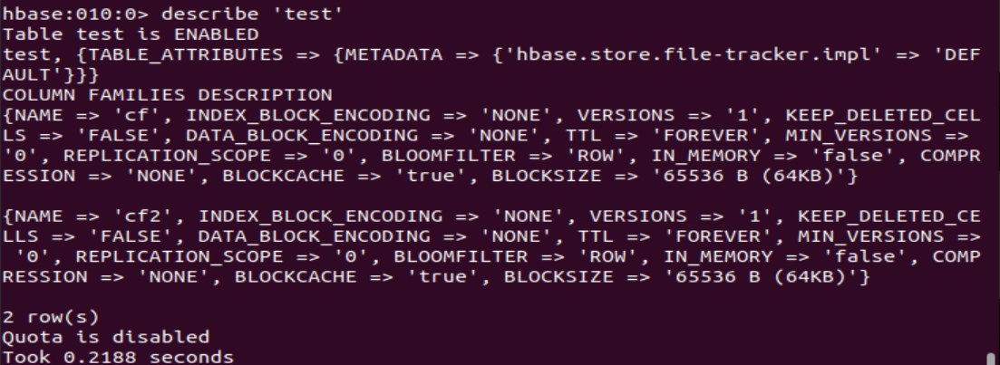 hbase:010:0> describe 'test'
Table test is ENABLED
test, {TABLE_ATTRIBUTES => {METADATA => {'hbase.store.file-tracker.impl' => 'DEF
AULT'}}}
COLUMN FAMILIES DESCRIPTION
{NAME => 'cf', INDEX_BLOCK_ENCODING => 'NONE', VERSIONS => '1', KEEP_DELETED_CEL
LS => 'FALSE', DATA_BLOCK_ENCODING => 'NONE', TTL => 'FOREVER', MIN_VERSIONS =>
'0', REPLICATION_SCOPE => '0', BLOOMFILTER => 'ROW', IN_MEMORY => 'false', COMPR
ESSION => 'NONE', BLOCKCACHE => 'true', BLOCKSIZE => '65536 B (64KB)'}

{NAME => 'cf2', INDEX_BLOCK_ENCODING => 'NONE', VERSIONS => '1', KEEP_DELETED_CE
LLS => 'FALSE', DATA_BLOCK_ENCODING => 'NONE', TTL => 'FOREVER', MIN_VERSIONS =>
 '0', REPLICATION_SCOPE => '0', BLOOMFILTER => 'ROW', IN_MEMORY => 'false', COMP
RESSION => 'NONE', BLOCKCACHE => 'true', BLOCKSIZE => '65536 B (64KB)'}

2 row(s)
Quota is disabled
Took 0.2188 seconds